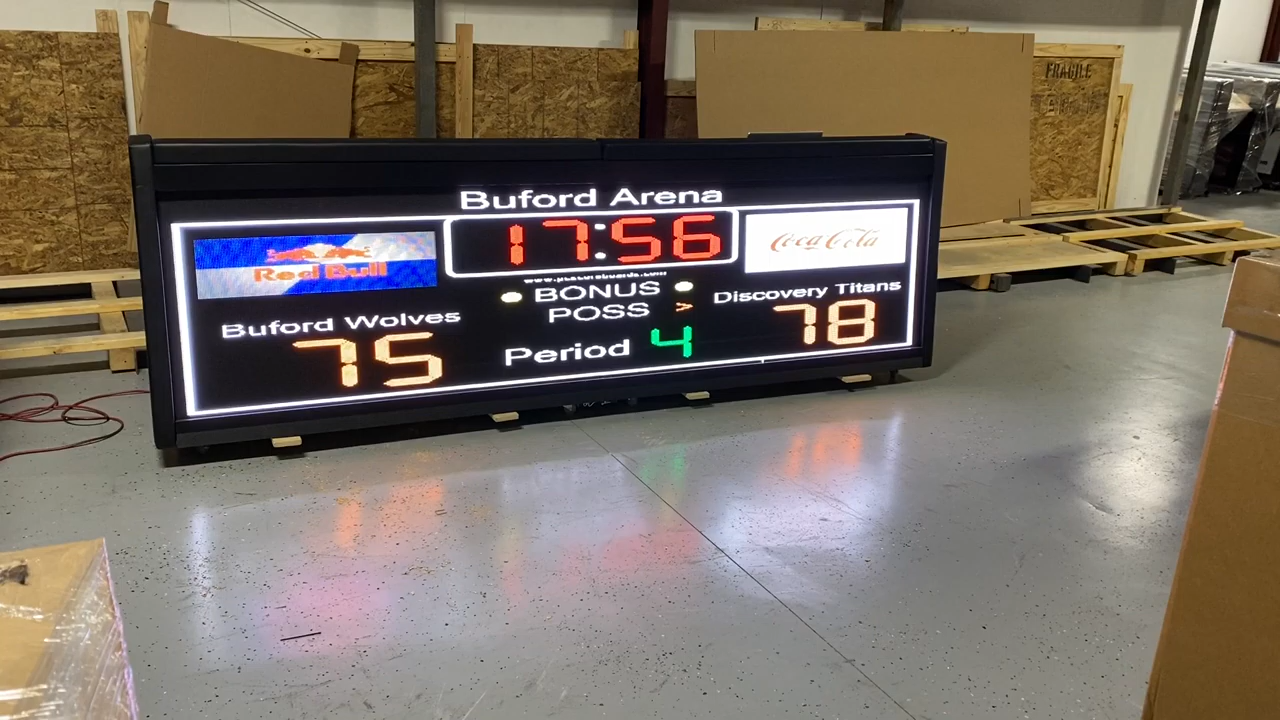 FRAGILE
Buford Arena
Red Bull
17:56
Coca-Cola
BONUS
POSS >
Buford Wolves
75
Discovery Titans
78
Period 4